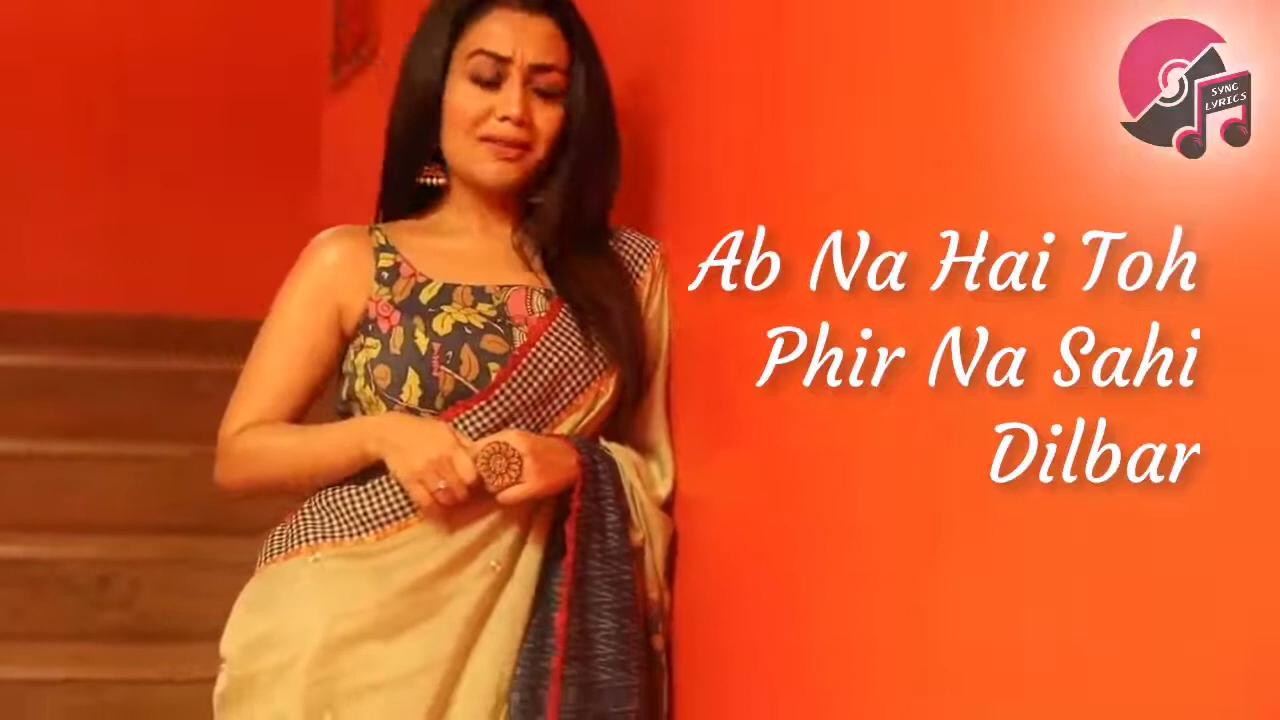 SYNC
LYRICS
Ab Na Hai Toh
Phir Na Sahi
Dilbar